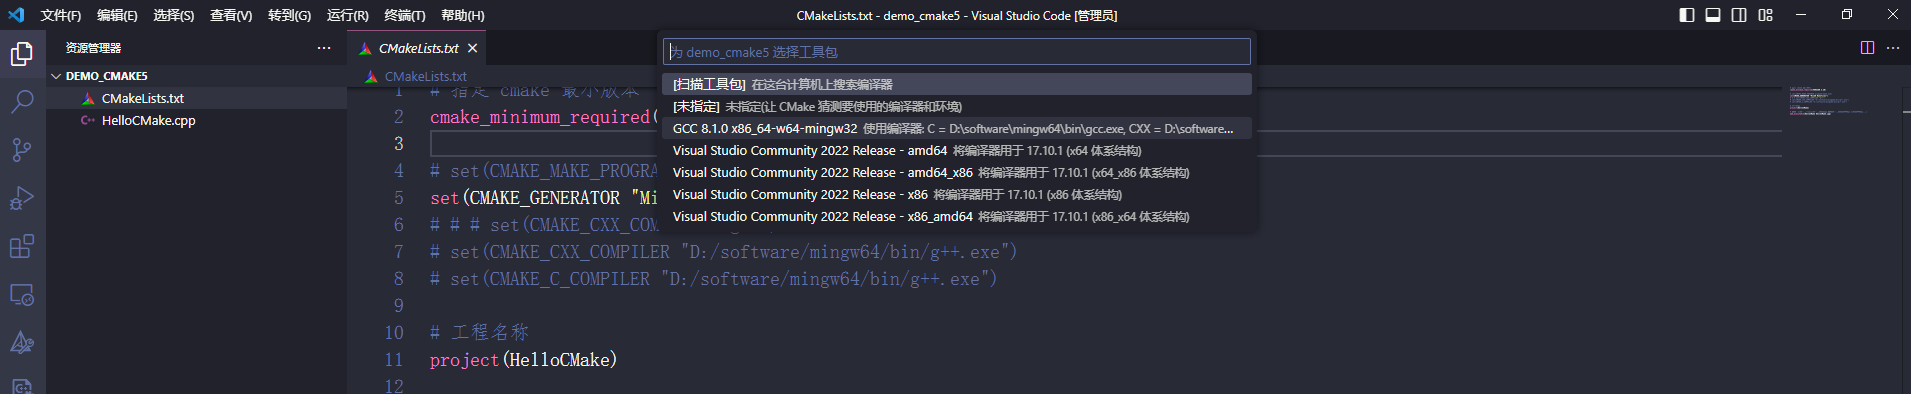 文件(F) 编辑(E) 选择(S) 查看(V) 转到(G) 运行(R) 终端(T) 帮助(H) CMakeLists.txt - demo_cmake5 - Visual Studio Code [管理员]
资源管理器 ··· CMakeLists.txt
为 demo_cmake5 选择工具包
DEMO_CMAKE5
CMakeLists.txt
HelloCMake.cpp
CMakeLists.txt
[扫描工具包] 在这台计算机上搜索编译器
[未指定] 未指定(让 CMake 猜测要使用的编译器和环境)
GCC 8.1.0 x86_64-w64-mingw32 使用编译器: C = D:\software\mingw64\bin\gcc.exe, CXX = D:\software...
Visual Studio Community 2022 Release - amd64 将编译器用于 17.10.1 (x64 体系结构)
Visual Studio Community 2022 Release - amd64_x86 将编译器用于 17.10.1 (x64_x86 体系结构)
Visual Studio Community 2022 Release - x86 将编译器用于 17.10.1 (x86 体系结构)
Visual Studio Community 2022 Release - x86_amd64 将编译器用于 17.10.1 (x86_x64 体系结构)
1 # 指定 cmake 最小版本
2 cmake_minimum_required(
3
4 # set(CMAKE_MAKE_PROGRA
5 set(CMAKE_GENERATOR "Mi
6 # # # set(CMAKE_CXX_COM
7 # set(CMAKE_CXX_COMPILER "D:/software/mingw64/bin/g++.exe")
8 # set(CMAKE_C_COMPILER "D:/software/mingw64/bin/g++.exe")
9
10 # 工程名称
11 project(HelloCMake)
12